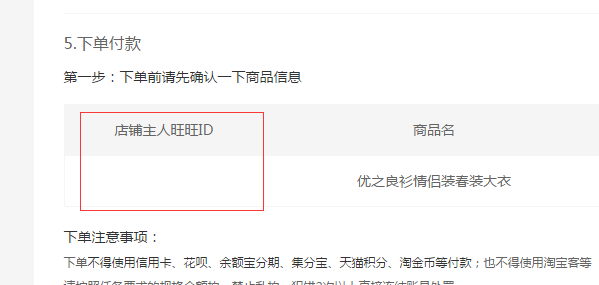 5.下单付款
第一步：下单前请先确认一下商品信息
店铺主人旺旺ID 商品名
优之良衫情侣装春装大衣
下单注意事项：
下单不得使用信用卡、花呗、余额宝分期、集分宝、天猫积分、淘金币等付款；也不得使用淘宝客等